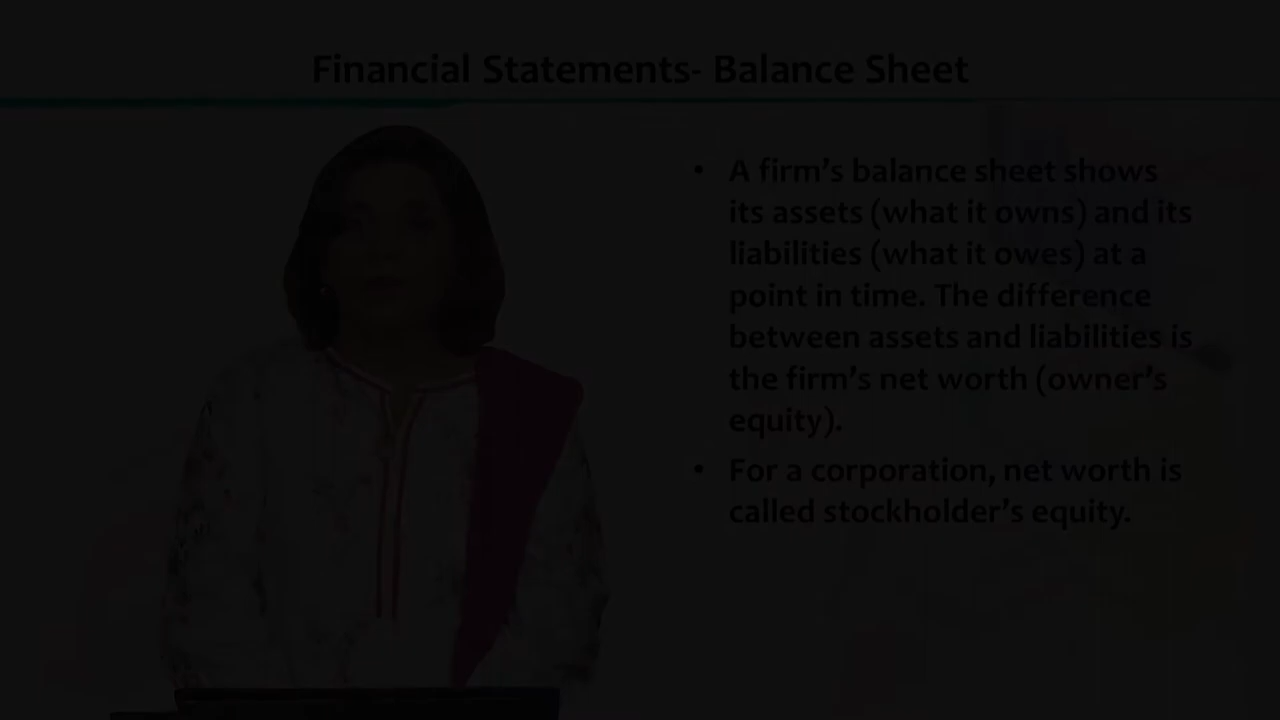 Financial Statements- Balance Sheet
• A firm's balance sheet shows
its assets (what it owns) and its
liabilities (what it owes) at a
point in time. The difference
between assets and liabilities is
the firm's net worth (owner's
equity).
• For a corporation, net worth is
called stockholder's equity.